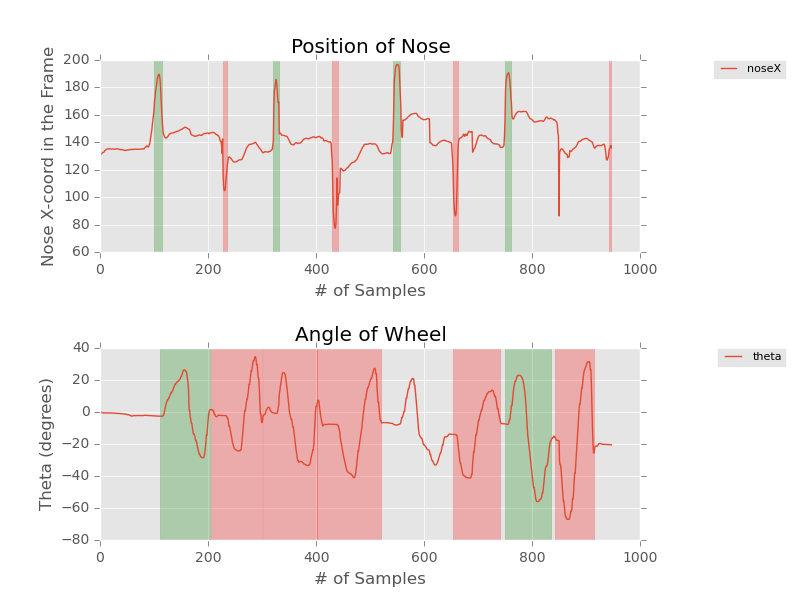 Position of Nose
Nose X-coord in the Frame
200
180
160
140
120
100
80
60
0 200 400 600 800 1000
# of Samples
noseX
Angle of Wheel
Theta (degrees)
40
20
0
−20
−40
−60
−80
0 200 400 600 800 1000
# of Samples
theta